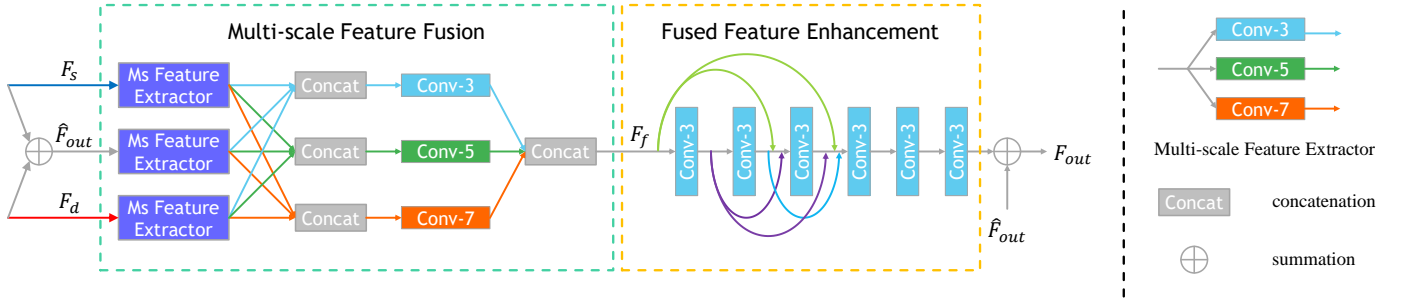 Multi-scale Feature Fusion
F_s
F̂_out
F_d
Ms Feature
Extractor
Ms Feature
Extractor
Ms Feature
Extractor
Concat
Concat
Concat
Conv-3
Conv-5
Conv-7
Concat
Fused Feature Enhancement
F_f
Conv-3
Conv-3
Conv-3
Conv-3
Conv-3
Conv-3
F_out
F̂_out
Conv-3
Conv-5
Conv-7
Multi-scale Feature Extractor
Concat
concatenation
summation